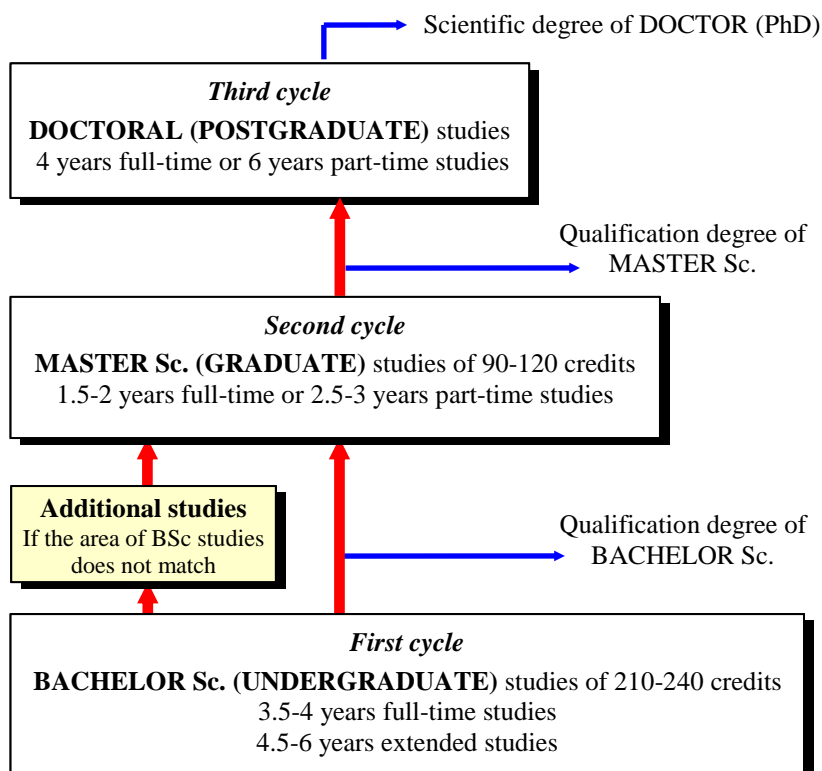 Scientific degree of DOCTOR (PhD)
Third cycle
DOCTORAL (POSTGRADUATE) studies
4 years full-time or 6 years part-time studies
Qualification degree of
MASTER Sc.
Second cycle
MASTER Sc. (GRADUATE) studies of 90-120 credits
1.5-2 years full-time or 2.5-3 years part-time studies
Additional studies
If the area of BSc studies
does not match
Qualification degree of
BACHELOR Sc.
First cycle
BACHELOR Sc. (UNDERGRADUATE) studies of 210-240 credits
3.5-4 years full-time studies
4.5-6 years extended studies